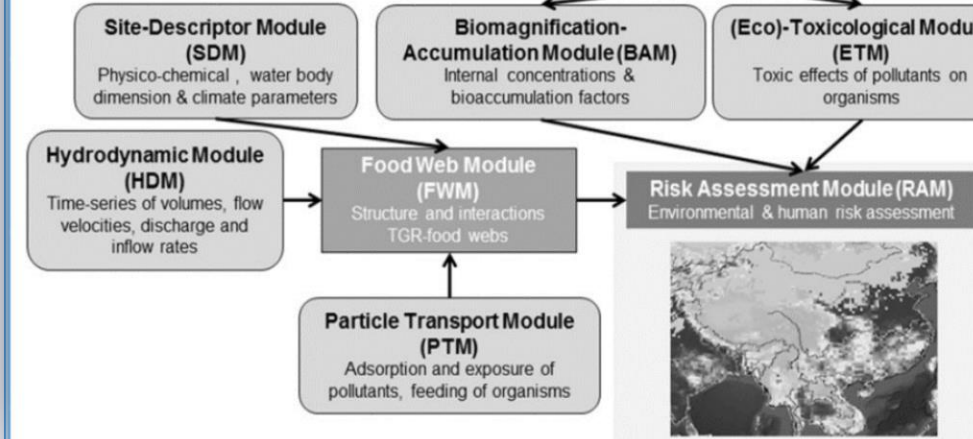 Site-Descriptor Module
(SDM)
Physico-chemical , water body
dimension & climate parameters
Biomagnification-
Accumulation Module (BAM)
Internal concentrations &
bioaccumulation factors
(Eco)-Toxicological Modu
(ETM)
Toxic effects of pollutants on
organisms
Hydrodynamic Module
(HDM)
Time-series of volumes, flow
velocities, discharge and
inflow rates
Food Web Module
(FWM)
Structure and interactions
TGR-food webs
Risk Assessment Module (RAM)
Environmental & human risk assessment
Particle Transport Module
(PTM)
Adsorption and exposure of
pollutants, feeding of organisms